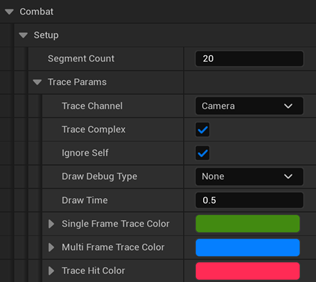 Combat
Setup
Segment Count 20
Trace Params
Trace Channel Camera
Trace Complex
Ignore Self
Draw Debug Type None
Draw Time 0.5
Single Frame Trace Color
Multi Frame Trace Color
Trace Hit Color